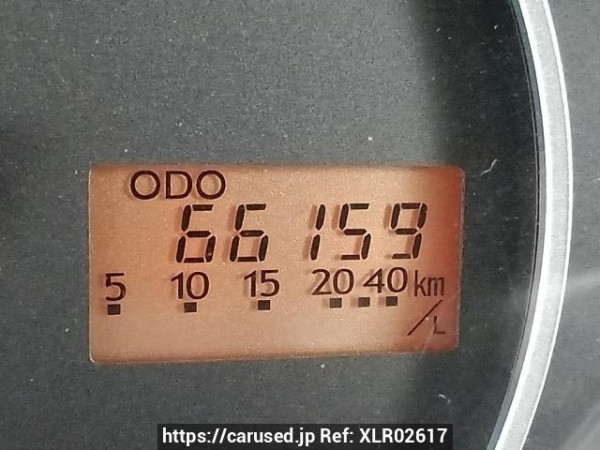 ODO
66159
5 10 15 20 40 km
/L
https://carused.jp Ref: XLR02617